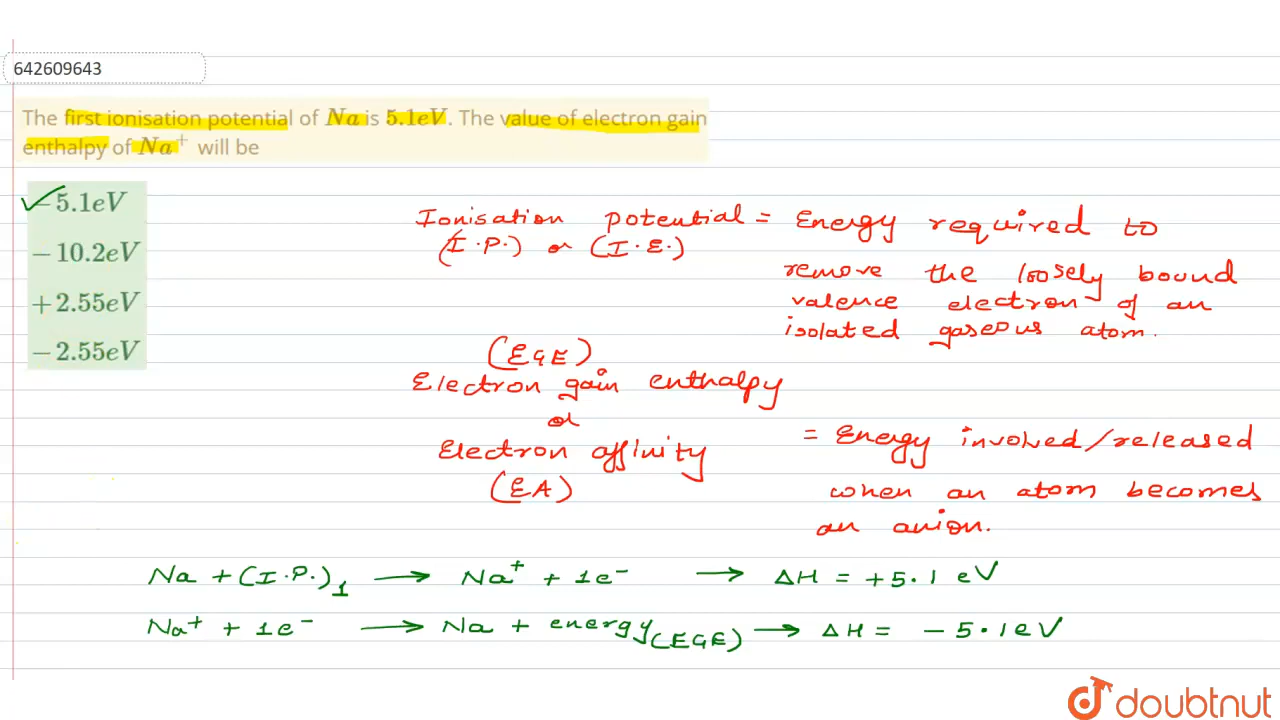 642609643
The first ionisation potential of Na is 5.1eV. The value of electron gain
enthalpy of Na⁺ will be
−5.1eV
−10.2eV
+2.55eV
−2.55eV
Ionisation potential = Energy required to
(I.P.) or (I.E.)
remove the loosely bound
valence electron of an
isolated gaseous atom.
(EGE)
Electron gain enthalpy
or
Electron affinity
(EA)
= Energy involved/released
when an atom becomes
an anion.
Na + (I.P.)₁ → Na⁺ + 1e⁻ → ΔH = +5.1 eV
Na⁺ + 1e⁻ → Na + energy(EGE) → ΔH = −5.1eV
doubtnut